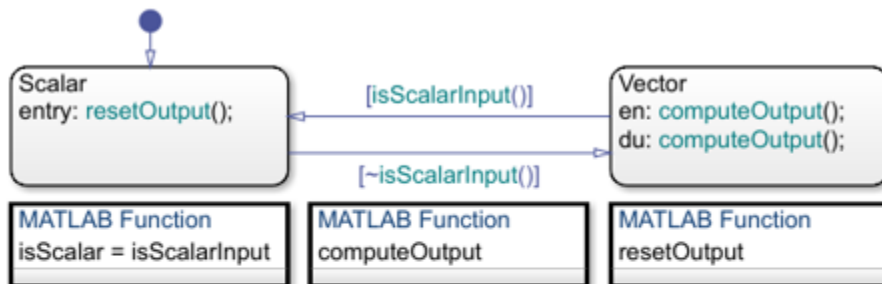 Scalar
entry: resetOutput();
[isScalarInput()]
[~isScalarInput()]
Vector
en: computeOutput();
du: computeOutput();
MATLAB Function
isScalar = isScalarInput
MATLAB Function
computeOutput
MATLAB Function
resetOutput